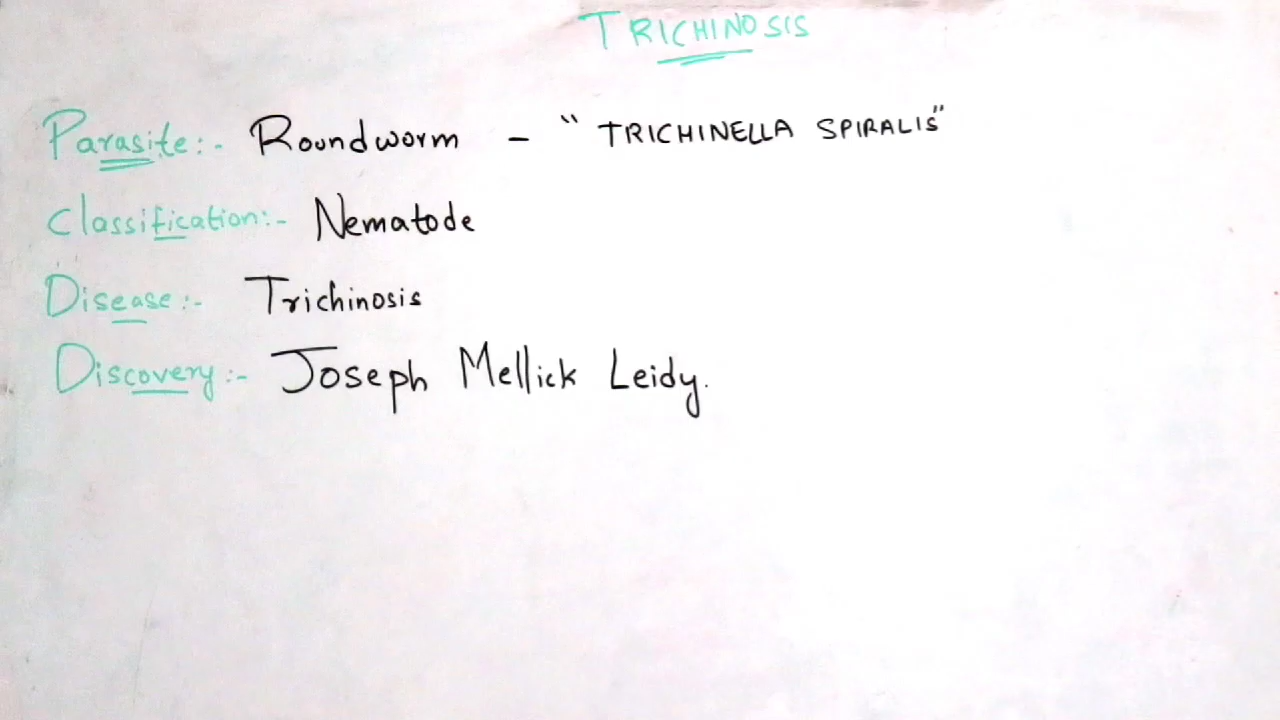 TRICHINOSIS
Parasite:- Roundworm - "TRICHINELLA SPIRALIS"
Classification:- Nematode
Disease:- Trichinosis
Discovery:- Joseph Mellick Leidy.